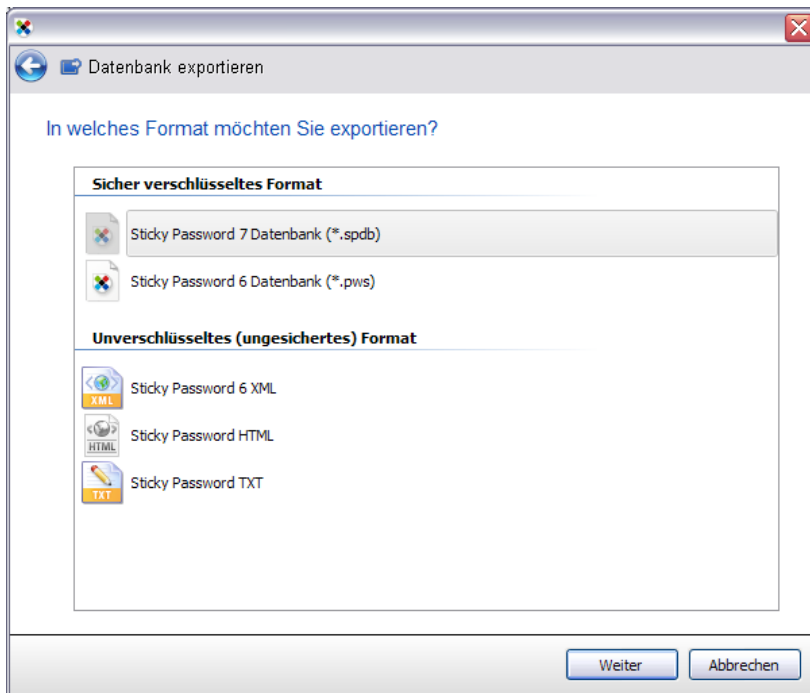 Datenbank exportieren
In welches Format möchten Sie exportieren?
Sicher verschlüsseltes Format
Sticky Password 7 Datenbank (*.spdb)
Sticky Password 6 Datenbank (*.pws)
Unverschlüsseltes (ungesichertes) Format
XML
Sticky Password 6 XML
HTML
Sticky Password HTML
TXT
Sticky Password TXT
Weiter
Abbrechen